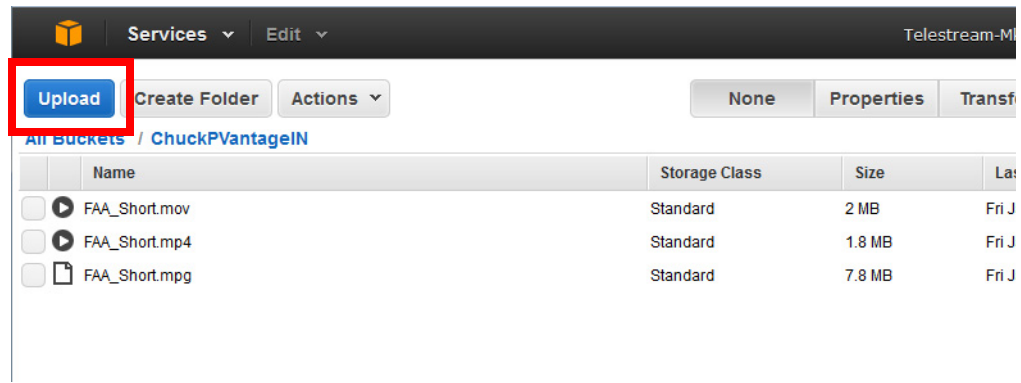 Services Edit Telestream-M
Upload Create Folder Actions None Properties Transf
All Buckets / ChuckPVantageIN
Name Storage Class Size Las
FAA_Short.mov Standard 2 MB Fri J
FAA_Short.mp4 Standard 1.8 MB Fri J
FAA_Short.mpg Standard 7.8 MB Fri J